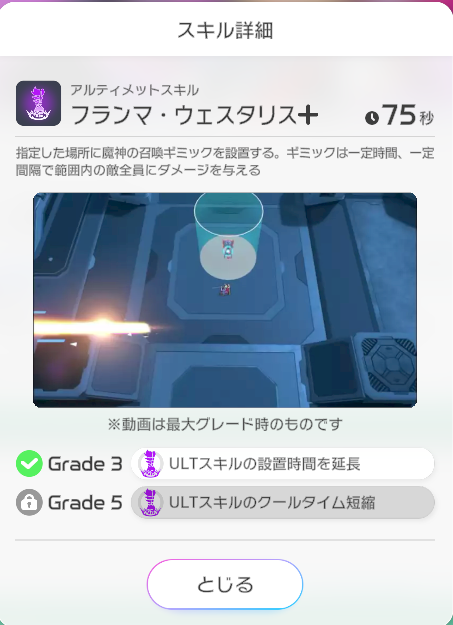 スキル詳細
アルティメットスキル
フランマ・ウェスタリス+
75秒
指定した場所に魔神の召喚ギミックを設置する。ギミックは一定時間、一定
間隔で範囲内の敵全員にダメージを与える
※動画は最大グレード時のものです
Grade 3 ULTスキルの設置時間を延長
Grade 5 ULTスキルのクールタイム短縮
とじる